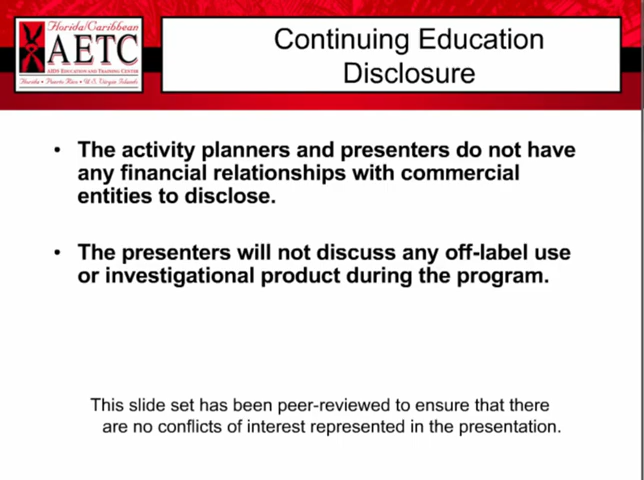 Florida/Caribbean
AETC
AIDS EDUCATION AND TRAINING CENTER
Florida • Puerto Rico • U.S. Virgin Islands
Continuing Education
Disclosure
• The activity planners and presenters do not have
any financial relationships with commercial
entities to disclose.
• The presenters will not discuss any off-label use
or investigational product during the program.
This slide set has been peer-reviewed to ensure that there
are no conflicts of interest represented in the presentation.